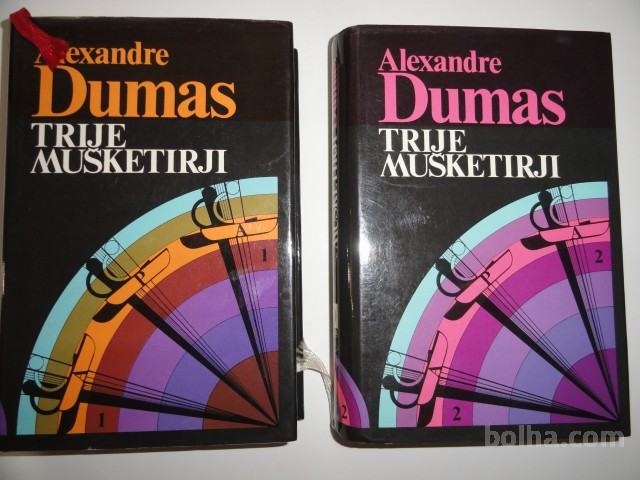 Alexandre
Dumas
TRIJE
MUŠKETIRJI
A
1
P
A
1
Alexandre
Dumas
TRIJE
MUŠKETIRJI
A
2
P
A
2
2
bolha.com